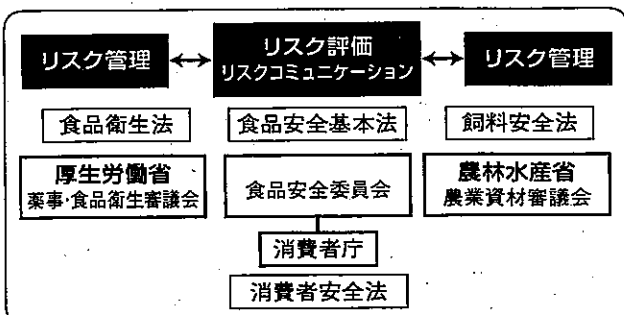 リスク管理
リスク評価
リスクコミュニケーション
リスク管理
食品衛生法
食品安全基本法
飼料安全法
厚生労働省
薬事·食品衛生審議会
食品安全委員会
農林水産省
農業資材審議会
消費者庁
消費者安全法